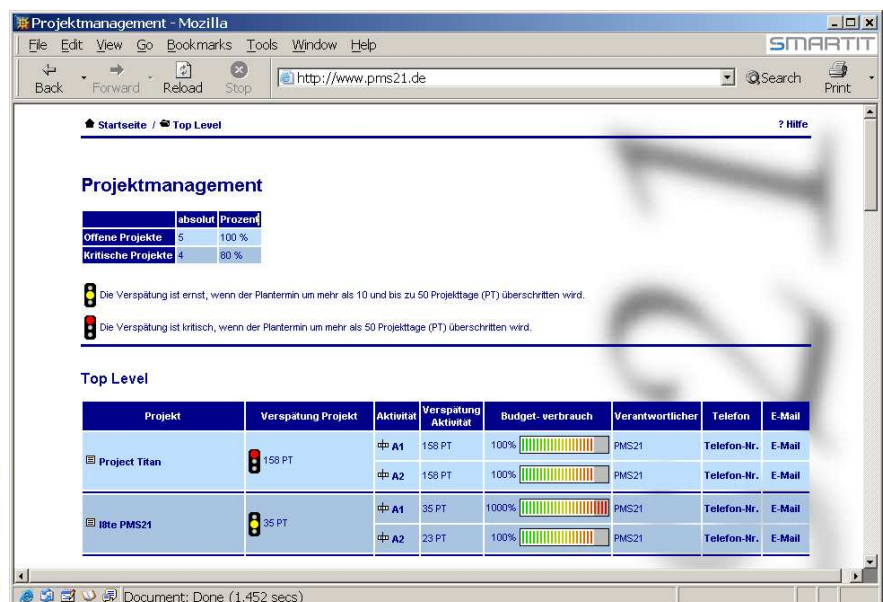 Projektmanagement - Mozilla
File Edit View Go Bookmarks Tools Window Help
SMARTIT
Back Forward Reload Stop http://www.pms21.de Search Print
Startseite / Top Level ? Hilfe
21
Projektmanagement
absolut Prozent
Offene Projekte 5 100 %
Kritische Projekte 4 80 %
Die Verspätung ist ernst, wenn der Plantermin um mehr als 10 und bis zu 50 Projekttage (PT) überschritten wird.
Die Verspätung ist kritisch, wenn der Plantermin um mehr als 50 Projekttage (PT) überschritten wird.
Top Level
Projekt Verspätung Projekt Aktivität Verspätung Aktivität Budget- verbrauch Verantwortlicher Telefon E-Mail
Project Titan 158 PT A1 158 PT 100% PMS21 Telefon-Nr. E-Mail
A2 158 PT 100% PMS21 Telefon-Nr. E-Mail
I8te PMS21 35 PT A1 35 PT 1000% PMS21 Telefon-Nr. E-Mail
A2 23 PT 100% PMS21 Telefon-Nr. E-Mail
Document: Done (1.452 secs)